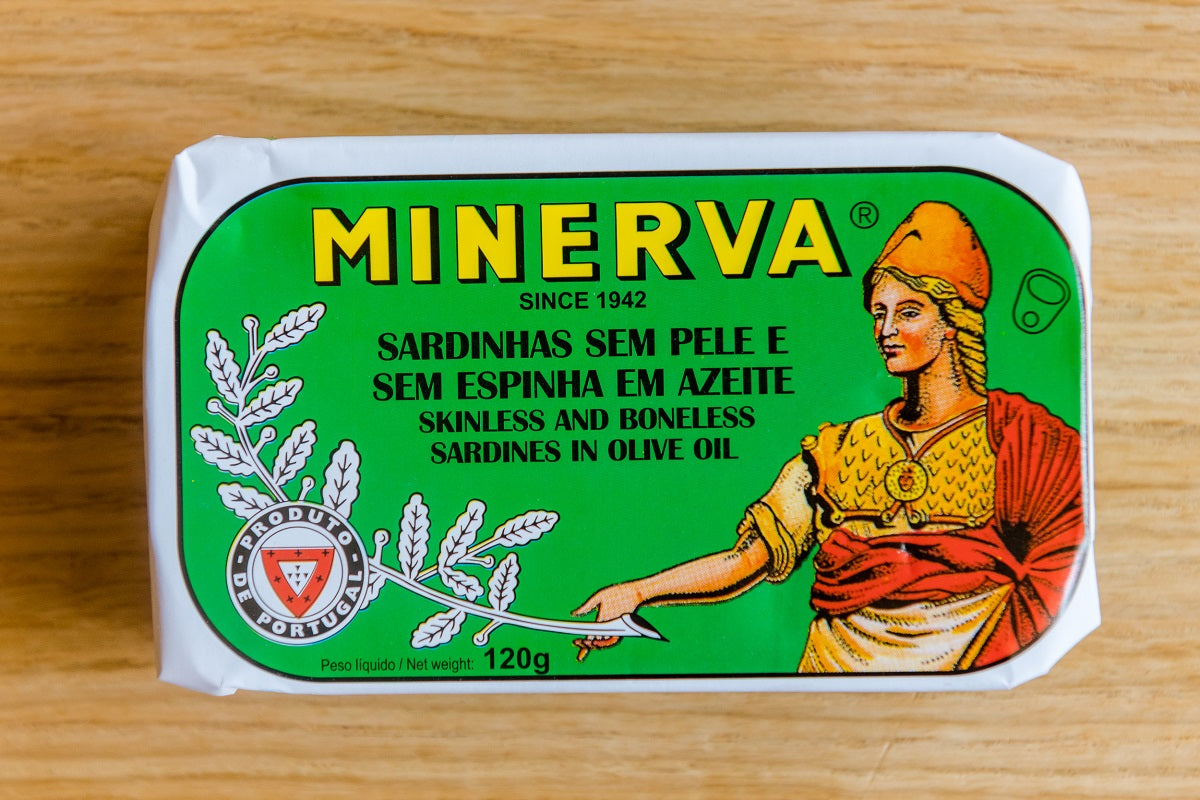 MINERVA®
SINCE 1942
SARDINHAS SEM PELE E
SEM ESPINHA EM AZEITE
SKINLESS AND BONELESS
SARDINES IN OLIVE OIL
PRODUTO
DE PORTUGAL
Peso líquido / Net weight: 120g